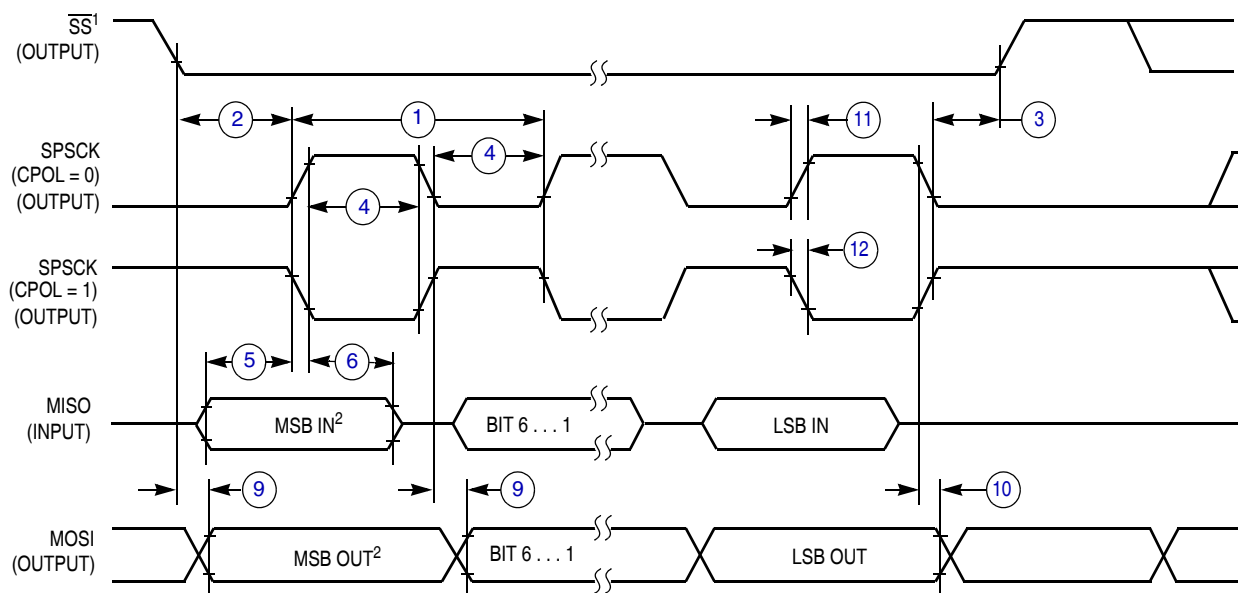 SS¹
(OUTPUT)
2
1
11
3
SPSCK
(CPOL = 0)
(OUTPUT)
4
4
SPSCK
(CPOL = 1)
(OUTPUT)
12
5
6
MISO
(INPUT)
MSB IN²
BIT 6 . . . 1
LSB IN
9
9
10
MOSI
(OUTPUT)
MSB OUT²
BIT 6 . . . 1
LSB OUT